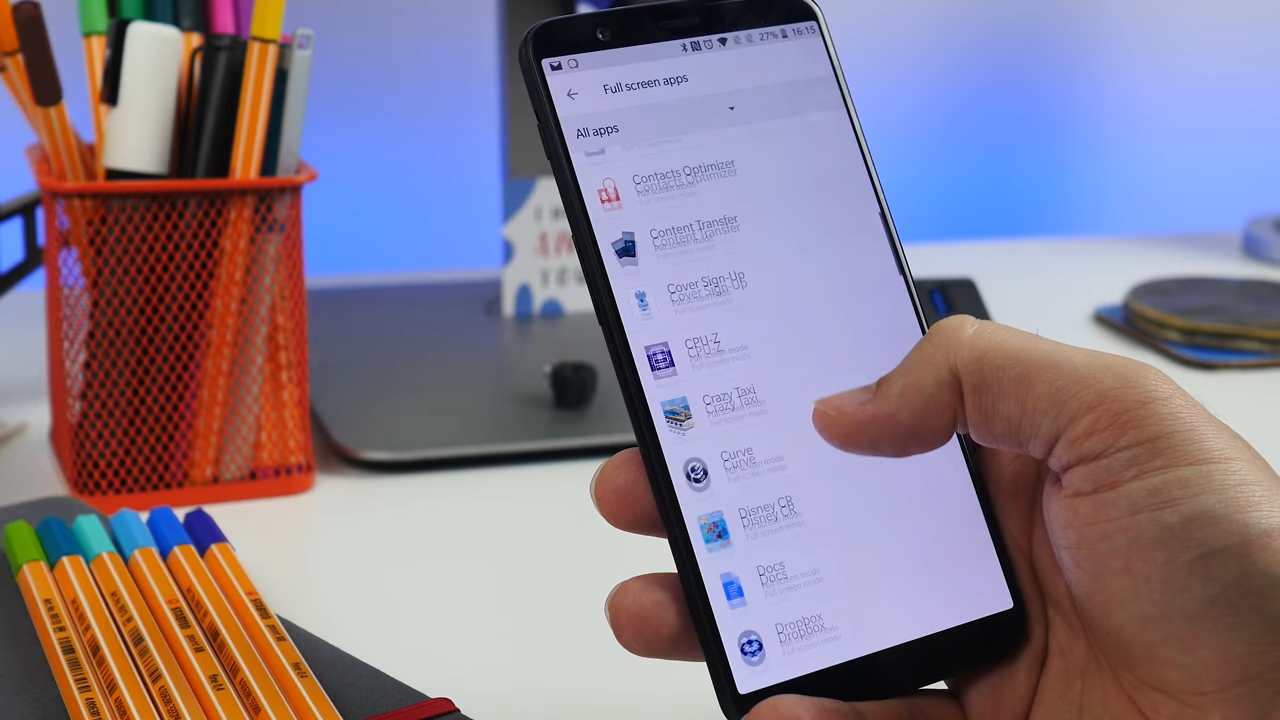 27% 16:15
Full screen apps
All apps
Contacts Optimizer
Full screen mode
Content Transfer
Full screen mode
Cover Sign-Up
Full screen mode
CPU-Z
Full screen mode
Crazy Taxi
Full screen mode
Curve
Full screen mode
Disney CR
Full screen mode
Docs
Full screen mode
Dropbox
Full screen mode